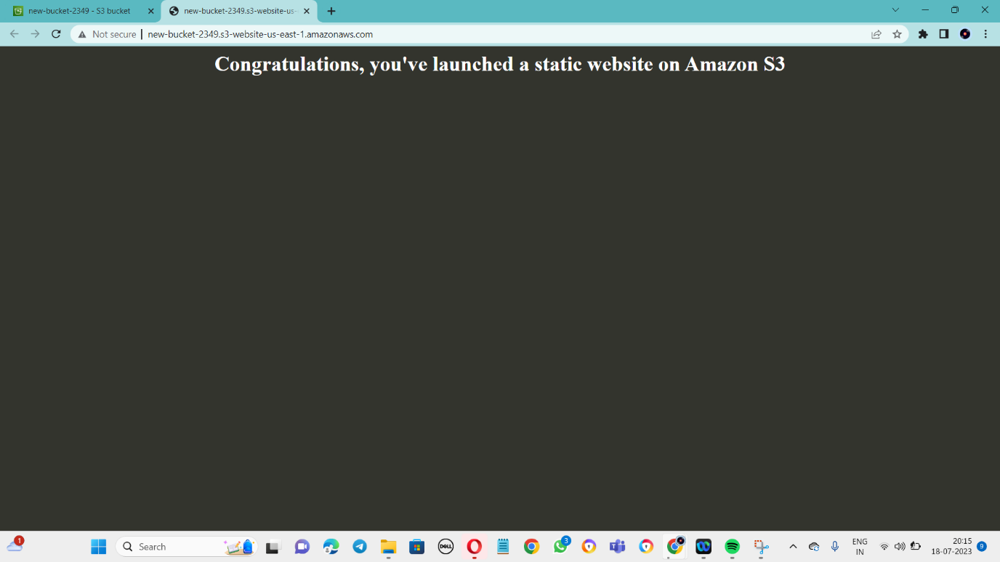 new-bucket-2349 - S3 bucket
new-bucket-2349.s3-website-us-
Not secure
new-bucket-2349.s3-website-us-east-1.amazonaws.com
Congratulations, you've launched a static website on Amazon S3
1
Search
DELL
3
ENG
IN
20:15
18-07-2023
9